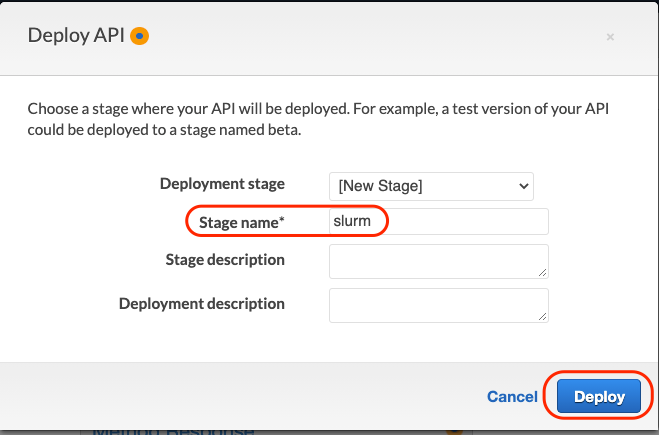 Deploy API
×
Choose a stage where your API will be deployed. For example, a test version of your API
could be deployed to a stage named beta.
Deployment stage [New Stage]
Stage name* slurm
Stage description
Deployment description
Cancel Deploy
Method Response